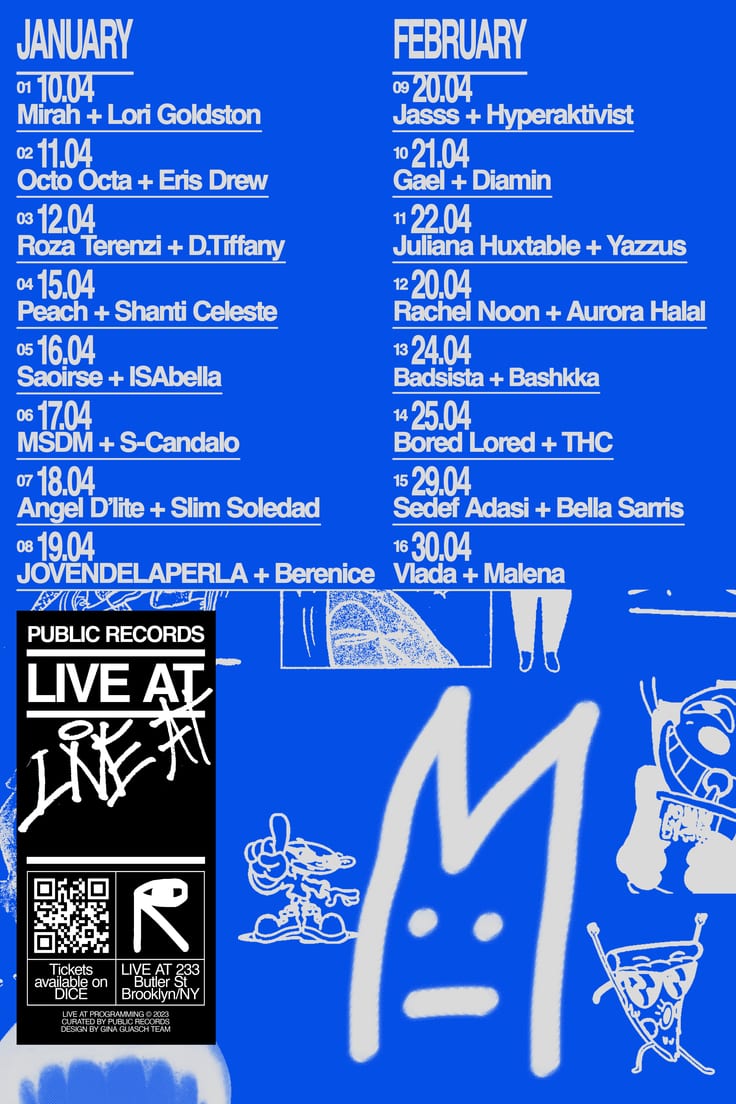 JANUARY
01 10.04
Mirah + Lori Goldston
02 11.04
Octo Octa + Eris Drew
03 12.04
Roza Terenzi + D.Tiffany
04 15.04
Peach + Shanti Celeste
05 16.04
Saoirse + ISAbella
06 17.04
MSDM + S-Candalo
07 18.04
Angel D'lite + Slim Soledad
08 19.04
JOVENDELAPERLA + Berenice
FEBRUARY
09 20.04
Jasss + Hyperaktivist
10 21.04
Gael + Diamin
11 22.04
Juliana Huxtable + Yazzus
12 20.04
Rachel Noon + Aurora Halal
13 24.04
Badsista + Bashkka
14 25.04
Bored Lored + THC
15 29.04
Sedef Adasi + Bella Sarris
16 30.04
Vlada + Malena
PUBLIC RECORDS
LIVE AT
LIVE AT
Tickets
available on
DICE
LIVE AT 233
Butler St
Brooklyn/NY
LIVE AT PROGRAMMING © 2023
CURATED BY PUBLIC RECORDS
DESIGN BY GINA GUASCH TEAM